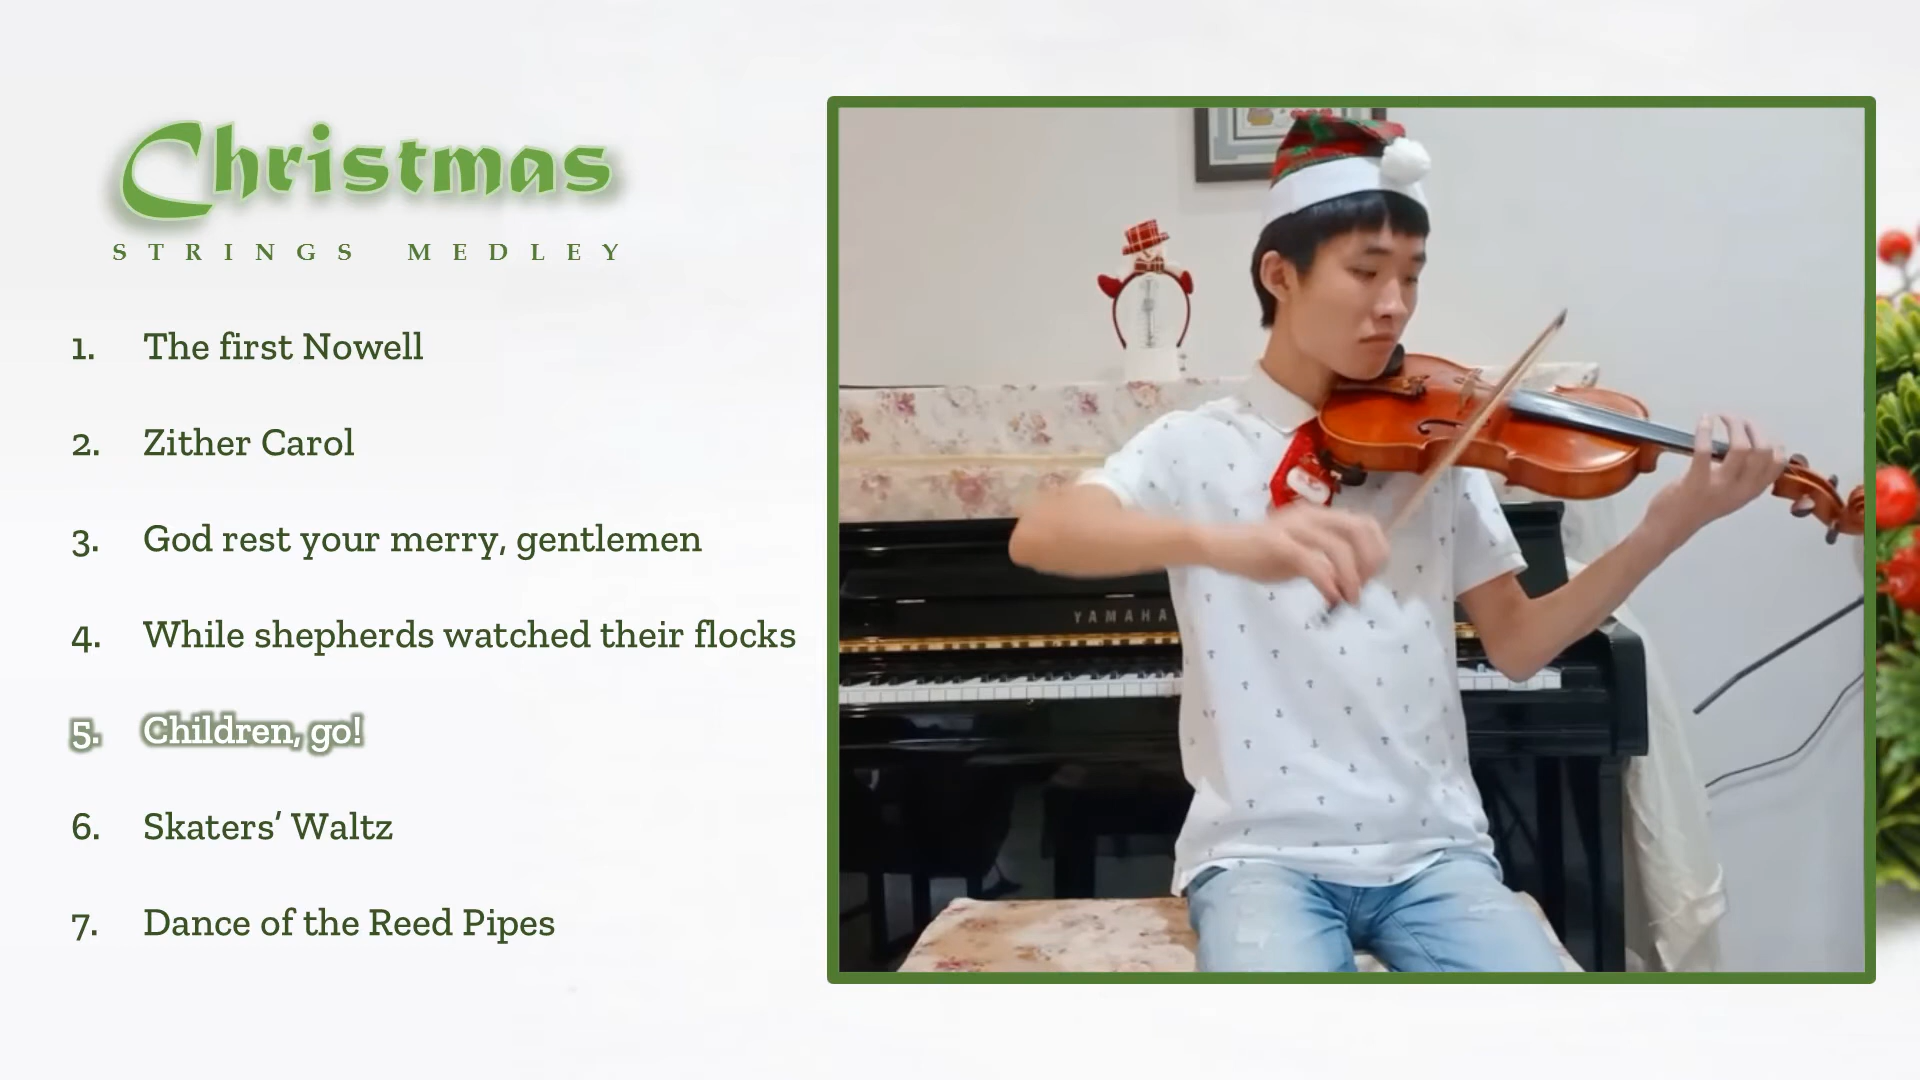 Christmas
STRINGS MEDLEY
1. The first Nowell
2. Zither Carol
3. God rest your merry, gentlemen
4. While shepherds watched their flocks
5. Children, go!
6. Skaters’ Waltz
7. Dance of the Reed Pipes
YAMAHA